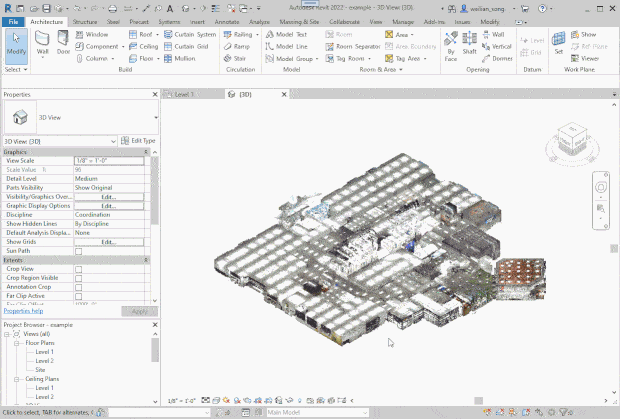 Autodesk Revit 2022 - example - 3D View: {3D}
weilian_song
File Architecture Structure Steel Precast Systems Insert Annotate Analyze Massing & Site Collaborate View Manage Add-Ins Issues Modify
Modify Wall Door Window Component Column Roof Ceiling Floor Curtain System Curtain Grid Mullion Railing Ramp Stair Model Text Model Line Model Group Room Room Separator Tag Room Area Area Boundary Tag Area By Face Shaft Wall Vertical Dormer Level Grid Set Show Ref Plane Viewer
Select Build Circulation Model Room & Area Opening Datum Work Plane
Properties
Level 1 {3D}
3D View
3D View: {3D} Edit Type
Graphics
View Scale 1/8" = 1'-0"
Scale Value 1: 96
Detail Level Medium
Parts Visibility Show Original
Visibility/Graphics Over... Edit...
Graphic Display Options Edit...
Discipline Coordination
Show Hidden Lines By Discipline
Default Analysis Displa... None
Show Grids Edit...
Sun Path
Extents
Crop View
Crop Region Visible
Annotation Crop
Far Clip Active
Properties help Apply
Project Browser - example
Views (all)
Floor Plans
Level 1
Level 2
Site
Ceiling Plans
Level 1
Level 2
1/8" = 1'-0"
Click to select, TAB for alternates, C
Main Model